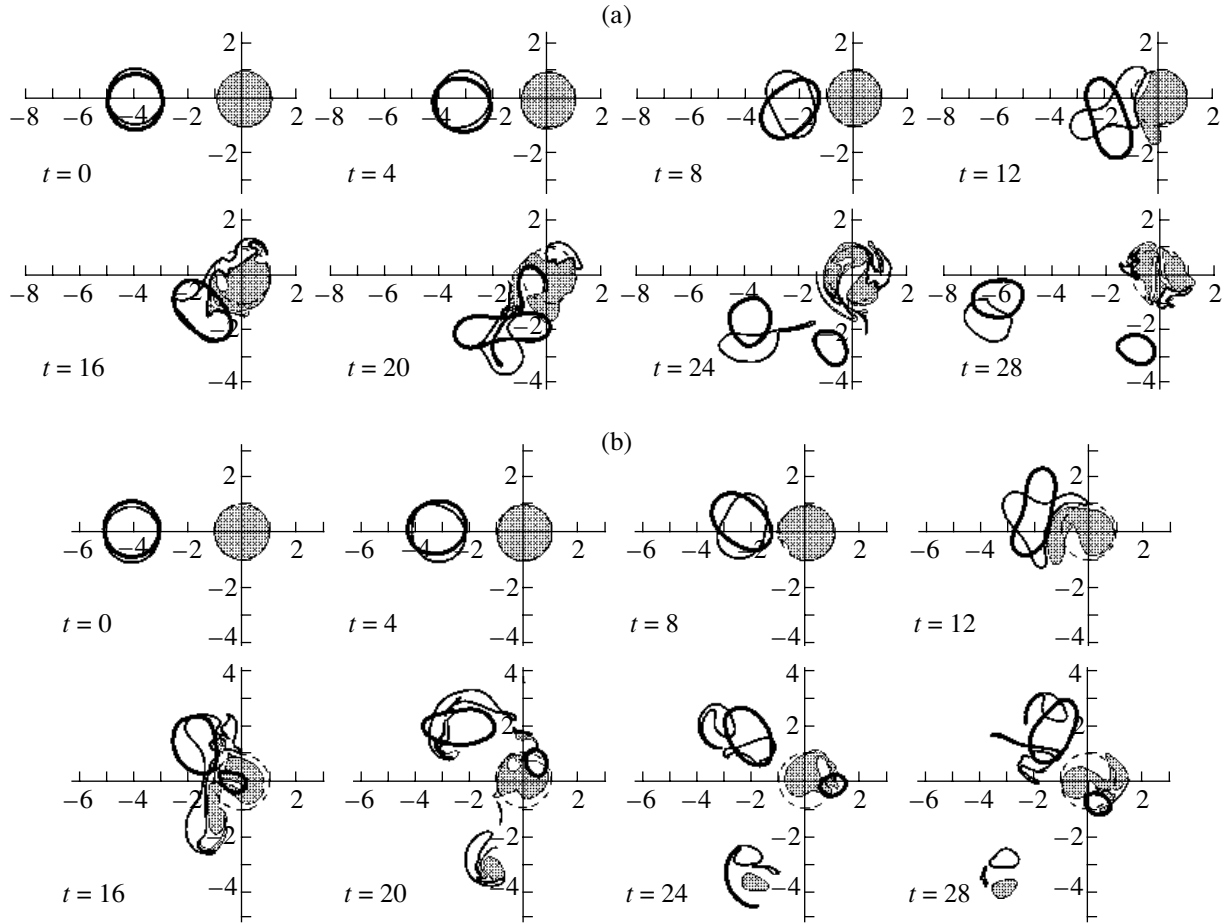 (a)
2 2 2 2
−8 −6 −4 −2 2 −8 −6 −4 −2 2 −8 −6 −4 −2 2 −8 −6 −4 −2 2
−2 −2 −2 −2
t = 0 t = 4 t = 8 t = 12
2 2 2 2
−8 −6 −4 −2 2 −8 −6 −4 −2 2 −8 −6 −4 −2 2 −8 −6 −4 −2 2
−2 −2 −2 −2
t = 16 t = 20 t = 24 t = 28
−4 −4 −4 −4
(b)
2 2 2 2
−6 −4 −2 2 −6 −4 −2 2 −6 −4 −2 2 −6 −4 −2 2
−2 −2 −2 −2
t = 0 t = 4 t = 8 t = 12
−4 −4 −4 −4
4 4 4 4
2 2 2 2
−6 −4 −2 2 −6 −4 −2 2 −6 −4 −2 2 −6 −4 −2 2
−2 −2 −2 −2
−4 −4 −4 −4
t = 16 t = 20 t = 24 t = 28